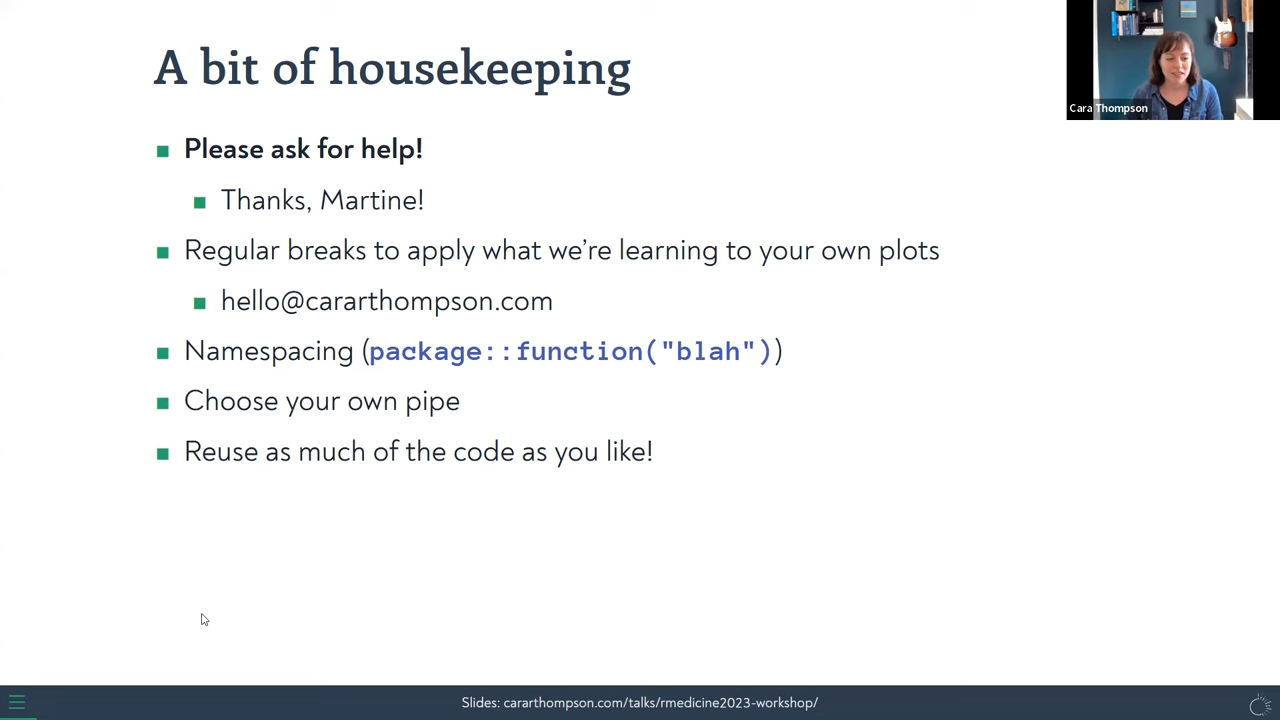 A bit of housekeeping
Cara Thompson
Please ask for help!
Thanks, Martine!
Regular breaks to apply what we're learning to your own plots
hello@cararthompson.com
Namespacing (package::function("blah"))
Choose your own pipe
Reuse as much of the code as you like!
Slides: cararthompson.com/talks/rmedicine2023-workshop/